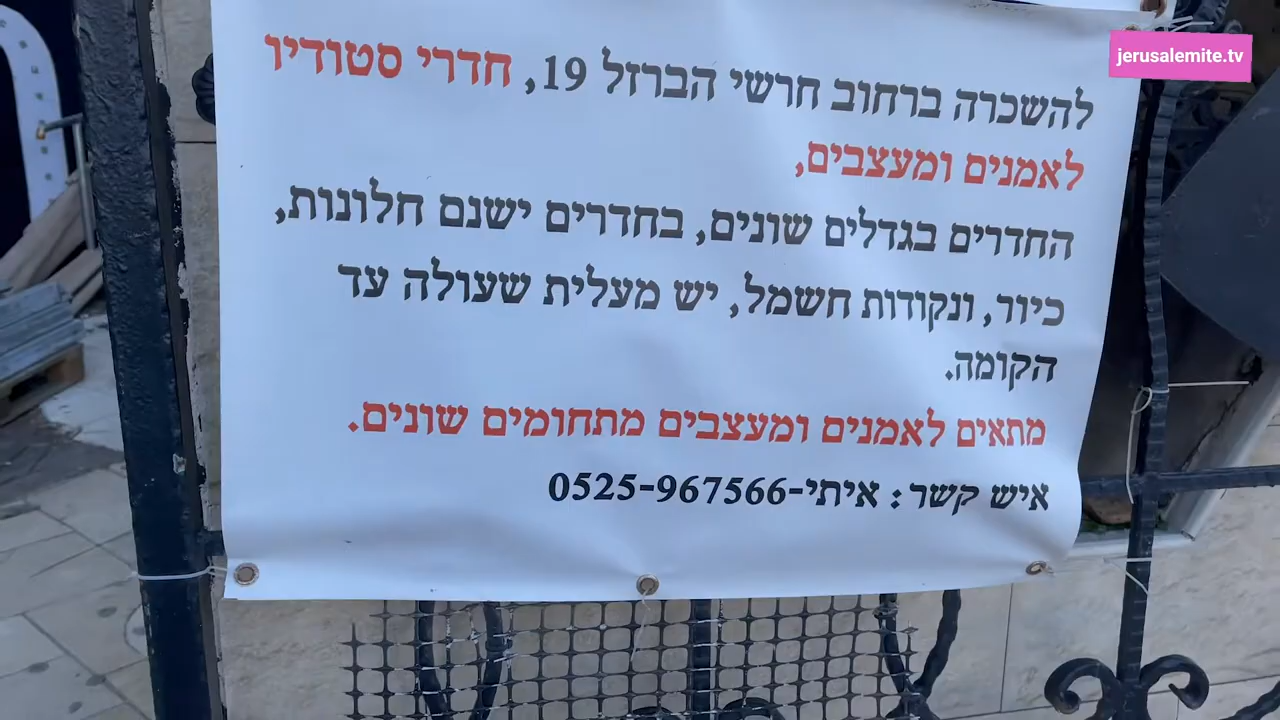 jerusalemite.tv
להשכרה ברחוב חרשי הברזל 19, חדרי סטודיו
לאמנים ומעצבים,
החדרים בגדלים שונים, בחדרים ישנם חלונות,
כיור, ונקודות חשמל, יש מעלית שעולה עד
הקומה.
מתאים לאמנים ומעצבים מתחומים שונים.
איש קשר: איתי-0525-967566